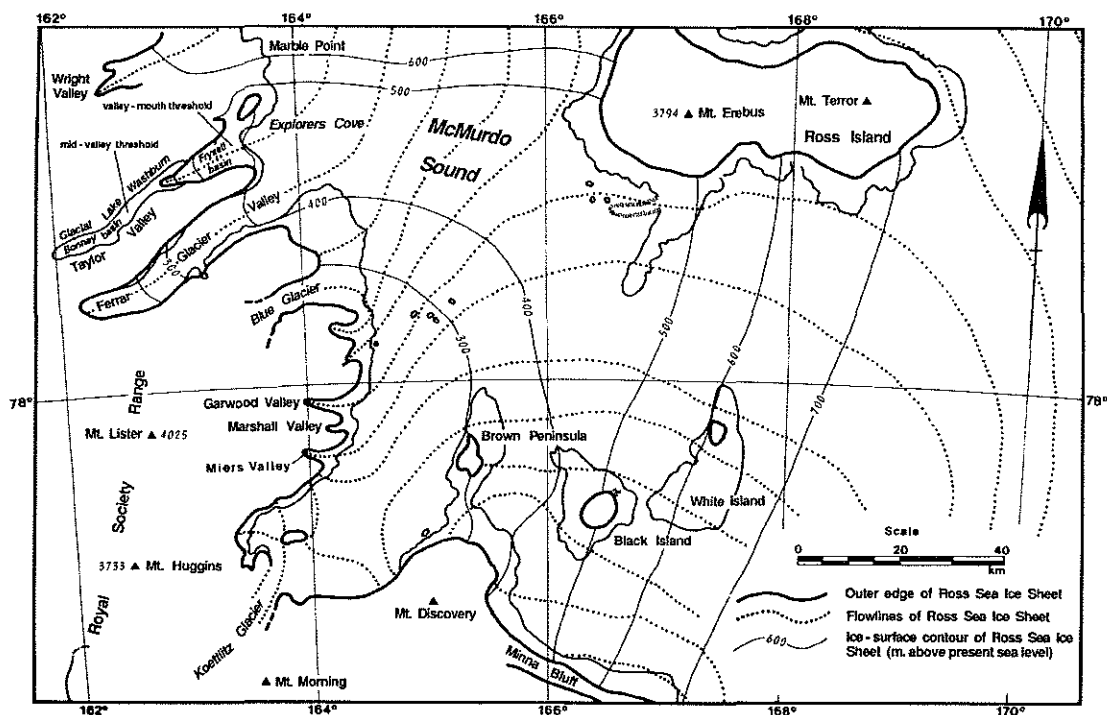 162°
164°
166°
168°
170°
Marble Point
600
500
Wright
Valley
valley-mouth threshold
Explorers Cove
mid-valley threshold
McMurdo
Sound
3794 ▲ Mt. Erebus
Mt. Terror ▲
Ross Island
Glacial Lake Washburn
Fryxell
basin
Bonney basin
Taylor Valley
Ferrar Glacier Valley
300
400
400
300
500
600
700
Blue Glacier
78°
78°
Garwood Valley
Marshall Valley
Miers Valley
Mt. Lister ▲ 4025
Royal Society Range
3733 ▲ Mt. Huggins
Koettlitz Glacier
▲ Mt. Morning
Mt. Discovery
Brown Peninsula
Black Island
White Island
Minna Bluff
Scale
0 20 40
km
Outer edge of Ross Sea Ice Sheet
Flowlines of Ross Sea Ice Sheet
600
Ice-surface contour of Ross Sea Ice
Sheet (m. above present sea level)
162°
164°
166°
168°
170°